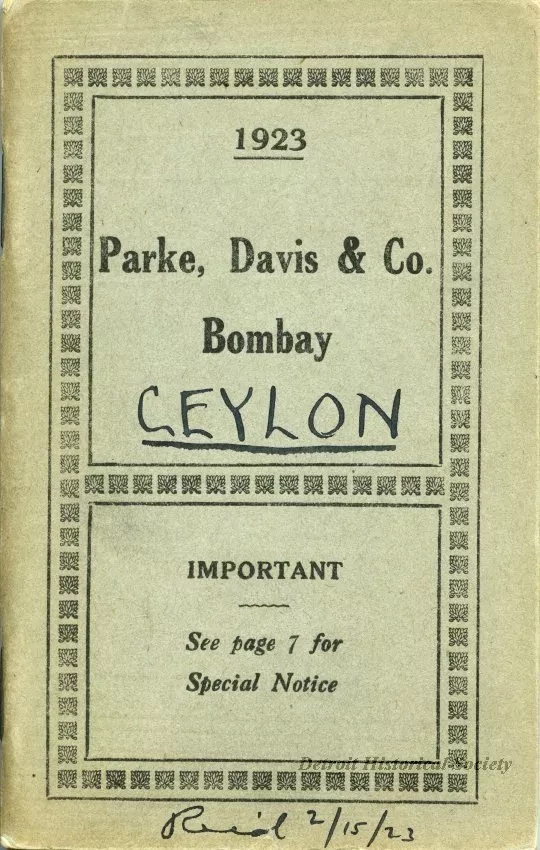 1923
Parke, Davis & Co.
Bombay
CEYLON
IMPORTANT
See page 7 for
Special Notice
Detroit Historical Society
Rec'd 2/15/23